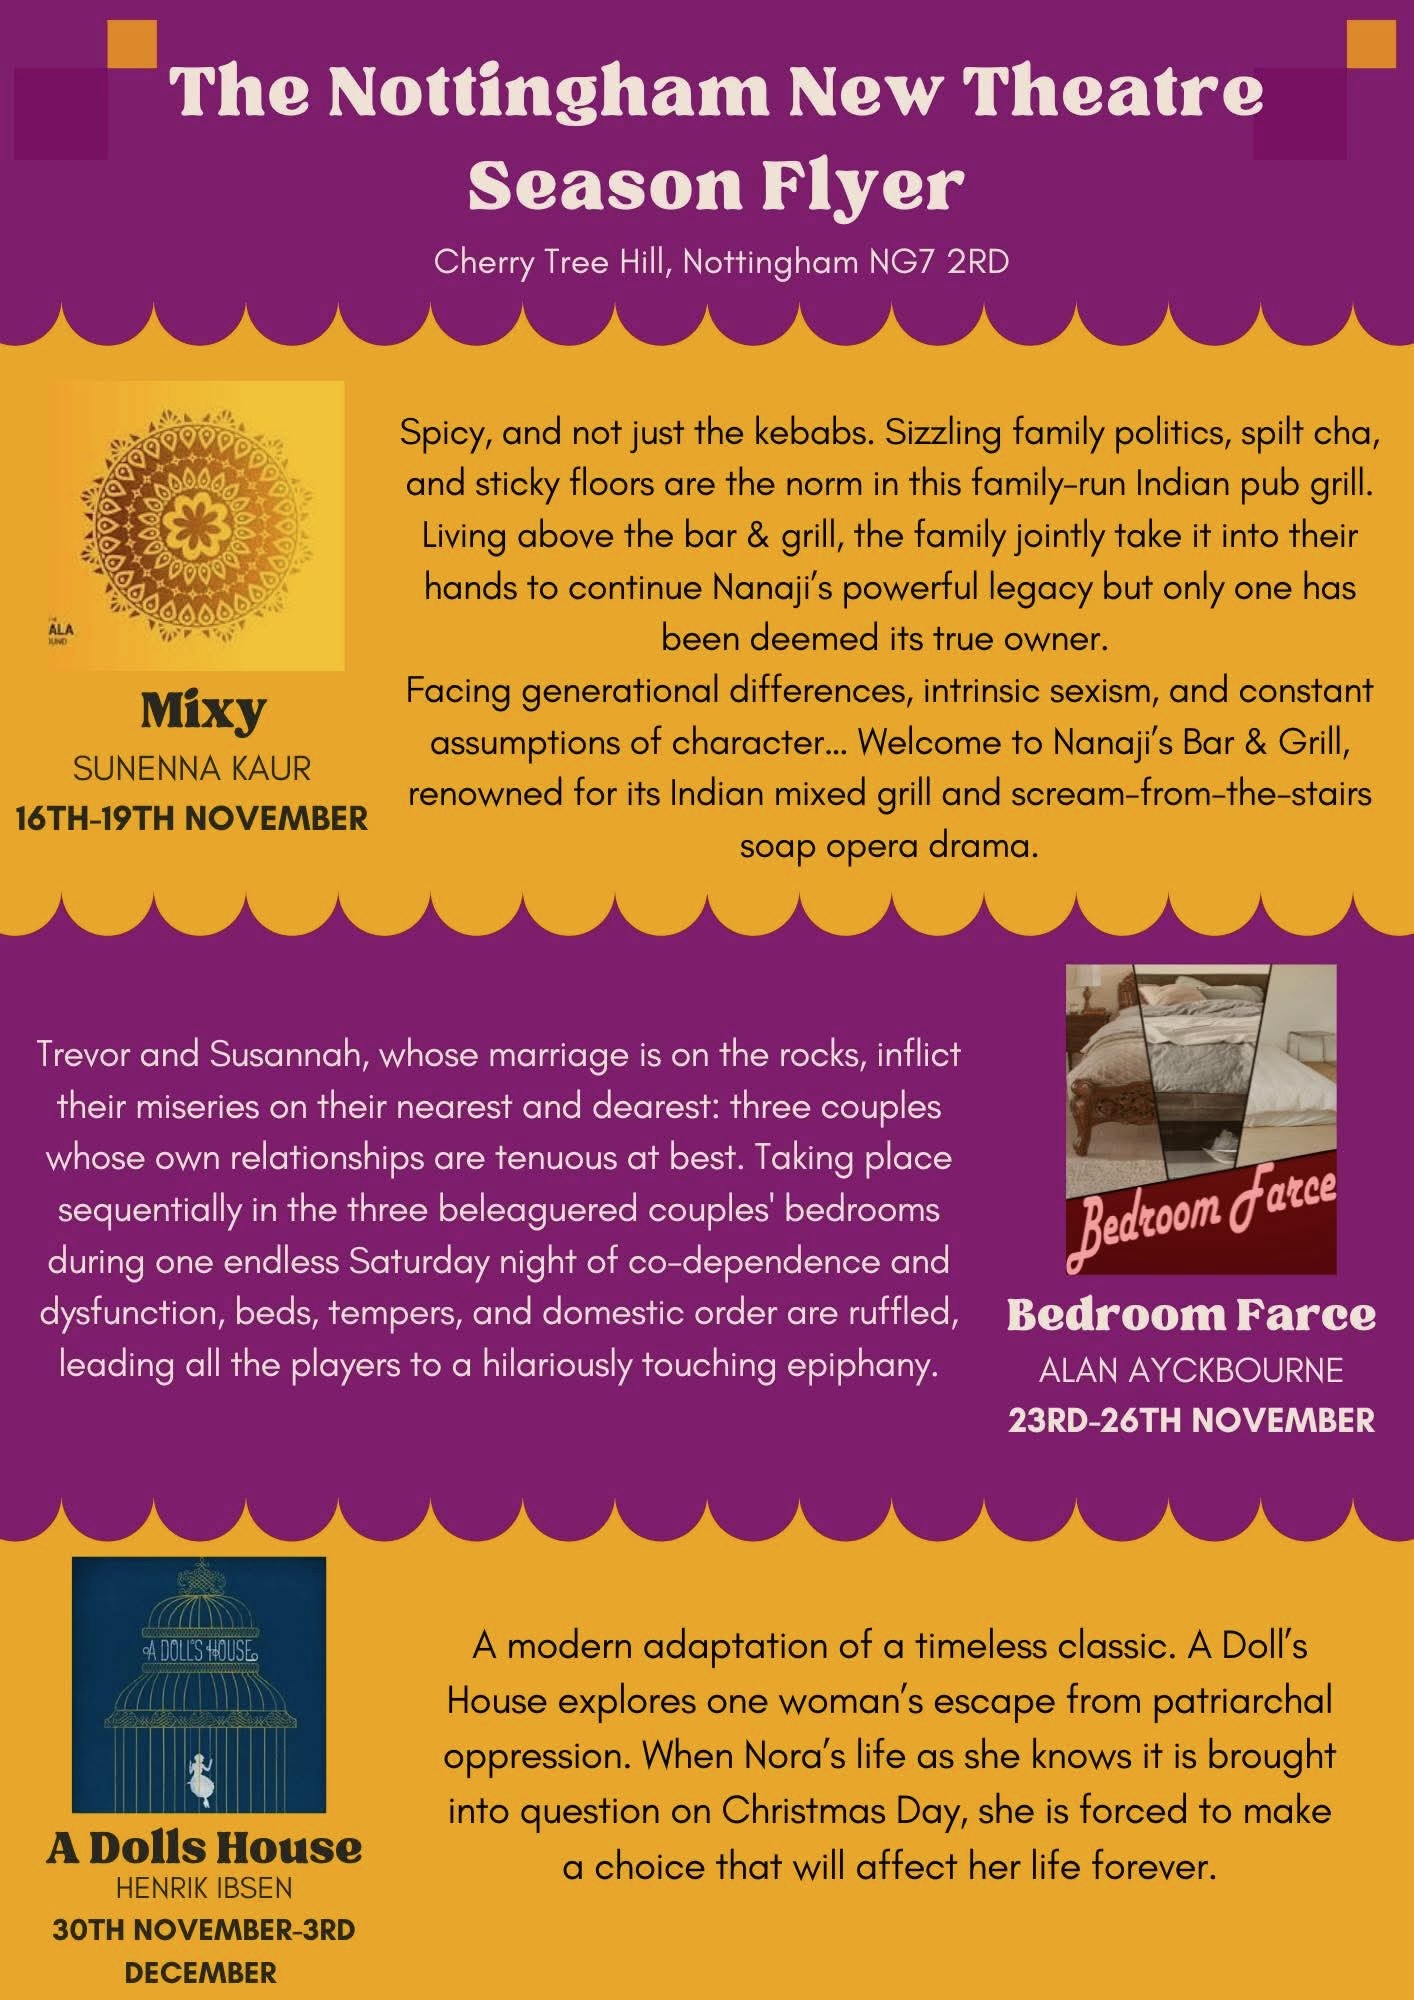 The Nottingham New Theatre
Season Flyer
Cherry Tree Hill, Nottingham NG7 2RD
ALA
Mixy
SUNENNA KAUR
16TH-19TH NOVEMBER
Spicy, and not just the kebabs. Sizzling family politics, spilt cha,
and sticky floors are the norm in this family-run Indian pub grill.
Living above the bar & grill, the family jointly take it into their
hands to continue Nanaji's powerful legacy but only one has
been deemed its true owner.
Facing generational differences, intrinsic sexism, and constant
assumptions of character... Welcome to Nanaji's Bar & Grill,
renowned for its Indian mixed grill and scream-from-the-stairs
soap opera drama.
Trevor and Susannah, whose marriage is on the rocks, inflict
their miseries on their nearest and dearest: three couples
whose own relationships are tenuous at best. Taking place
sequentially in the three beleaguered couples' bedrooms
during one endless Saturday night of co-dependence and
dysfunction, beds, tempers, and domestic order are ruffled,
leading all the players to a hilariously touching epiphany.
Bedroom Farce
Bedroom Farce
ALAN AYCKBOURNE
23RD-26TH NOVEMBER
A DOLL'S HOUSE
A Dolls House
HENRIK IBSEN
30TH NOVEMBER-3RD
DECEMBER
A modern adaptation of a timeless classic. A Doll's
House explores one woman's escape from patriarchal
oppression. When Nora's life as she knows it is brought
into question on Christmas Day, she is forced to make
a choice that will affect her life forever.